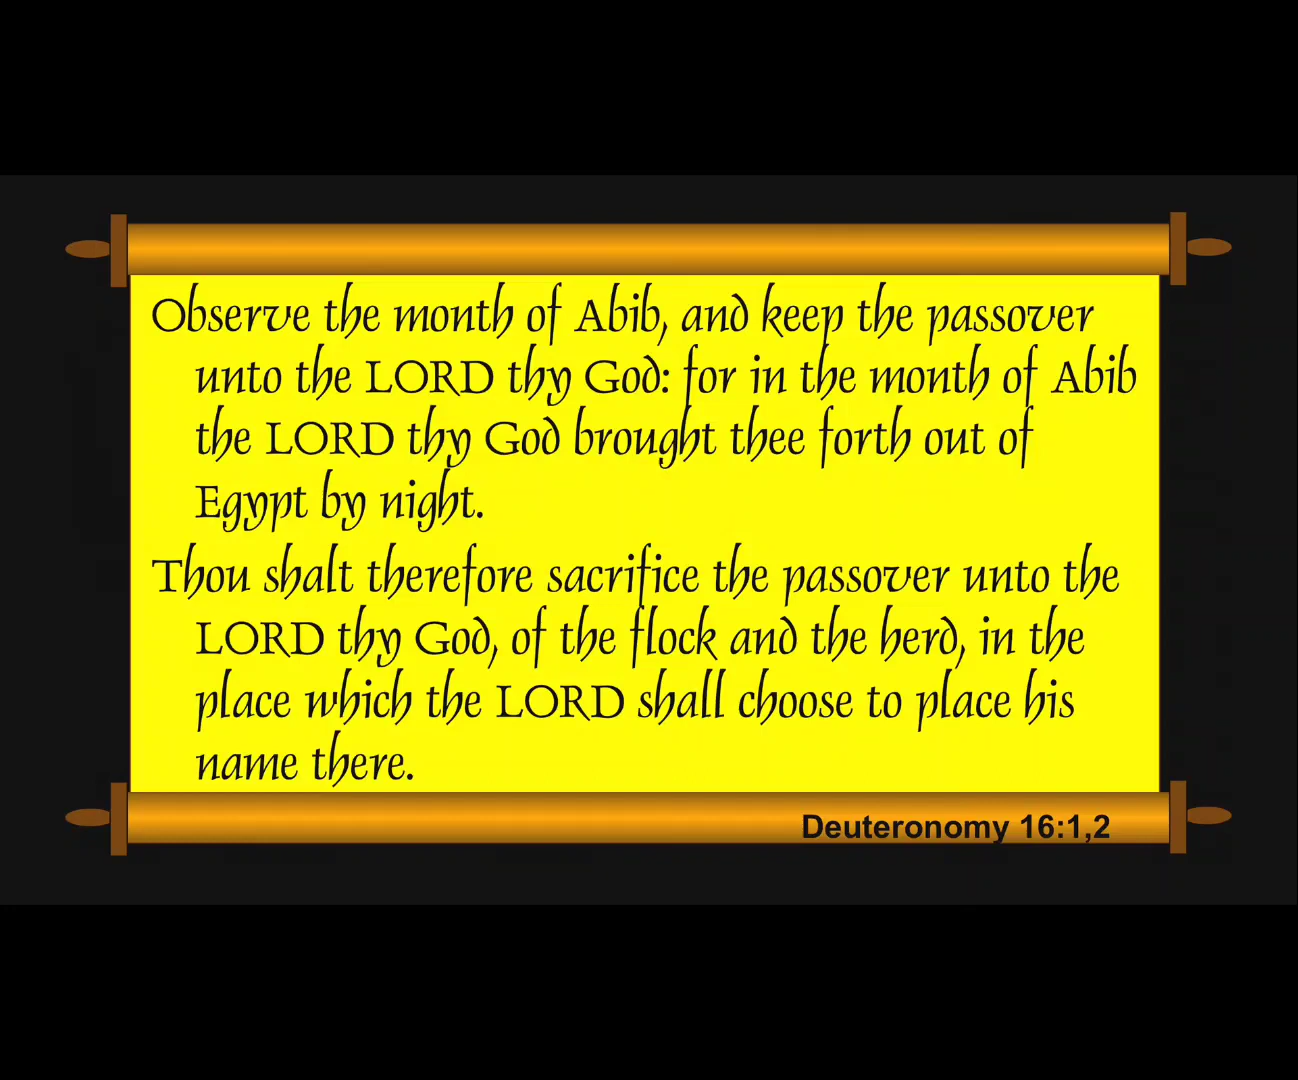 Observe the month of Abib, and keep the passover
unto the LORD thy God: for in the month of Abib
the LORD thy God brought thee forth out of
Egypt by night.
Thou shalt therefore sacrifice the passover unto the
LORD thy God, of the flock and the herd, in the
place which the LORD shall choose to place his
name there.
Deuteronomy 16:1,2